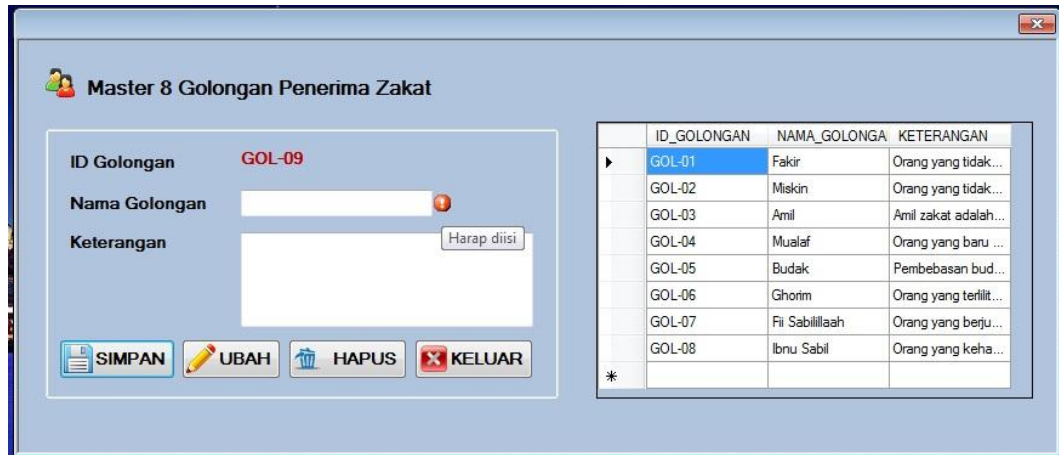 Master 8 Golongan Penerima Zakat
ID Golongan GOL-09
Nama Golongan
Harap diisi
Keterangan
SIMPAN UBAH HAPUS KELUAR
ID_GOLONGAN NAMA_GOLONGA KETERANGAN
GOL-01 Fakir Orang yang tidak...
GOL-02 Miskin Orang yang tidak...
GOL-03 Amil Amil zakat adalah...
GOL-04 Mualaf Orang yang baru ...
GOL-05 Budak Pembebasan bud...
GOL-06 Ghorim Orang yang terlilit...
GOL-07 Fii Sabilillaah Orang yang berju...
GOL-08 Ibnu Sabil Orang yang keha...